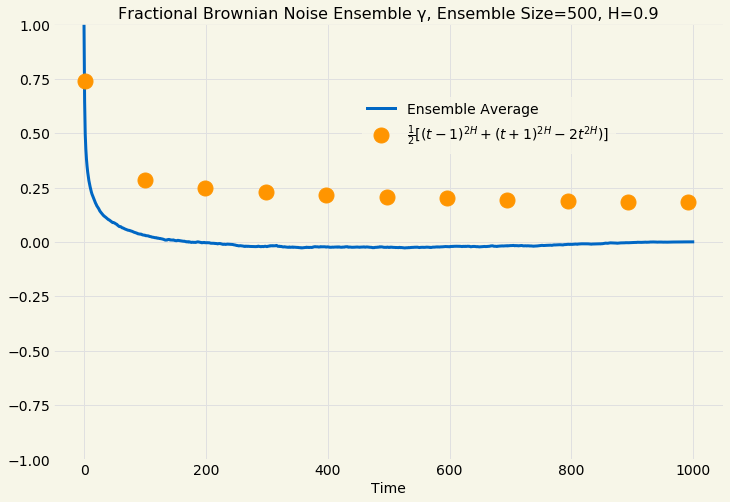 Fractional Brownian Noise Ensemble γ, Ensemble Size=500, H=0.9
1.00
0.75
0.50
0.25
0.00
−0.25
−0.50
−0.75
−1.00
Ensemble Average
½[(t − 1)^{2H} + (t + 1)^{2H} − 2t^{2H})]
0 200 400 600 800 1000
Time